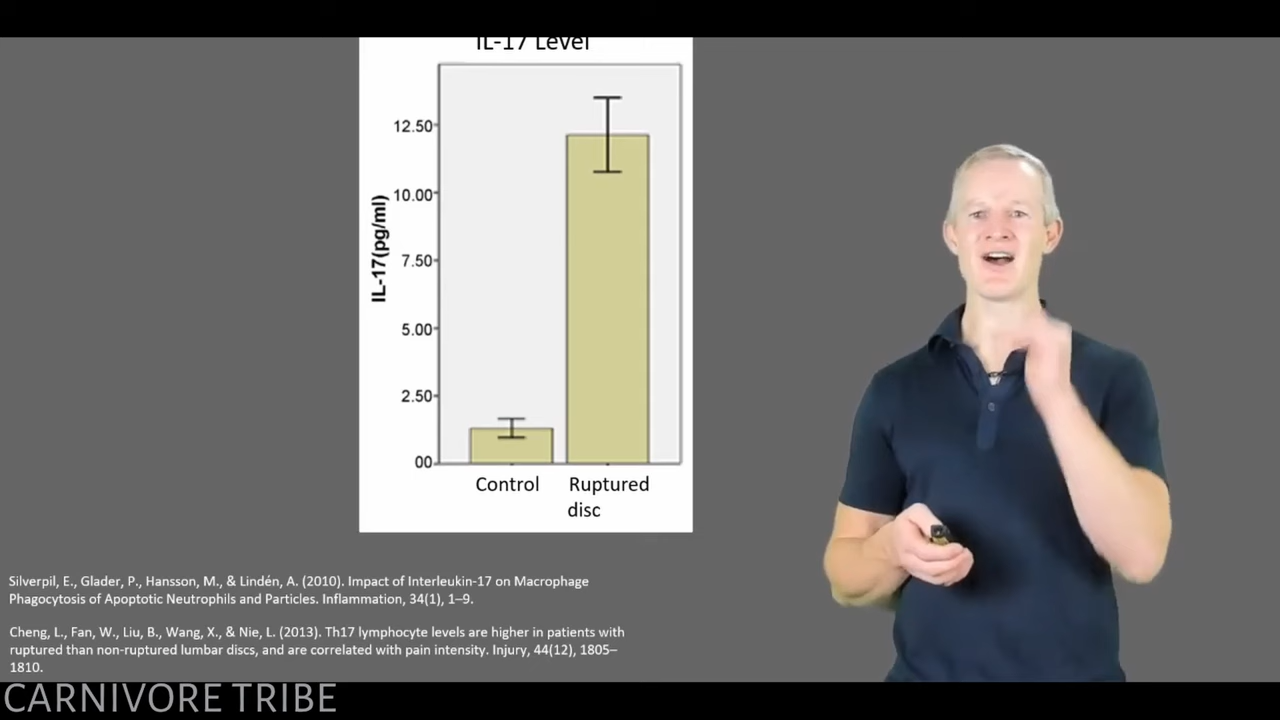 IL-17 Level
12.50
10.00
7.50
5.00
2.50
00
IL-17(pg/ml)
Control
Ruptured
disc
Silverpil, E., Glader, P., Hansson, M., & Lindén, A. (2010). Impact of Interleukin-17 on Macrophage
Phagocytosis of Apoptotic Neutrophils and Particles. Inflammation, 34(1), 1–9.
Cheng, L., Fan, W., Liu, B., Wang, X., & Nie, L. (2013). Th17 lymphocyte levels are higher in patients with
ruptured than non-ruptured lumbar discs, and are correlated with pain intensity. Injury, 44(12), 1805–
1810.
CARNIVORE TRIBE